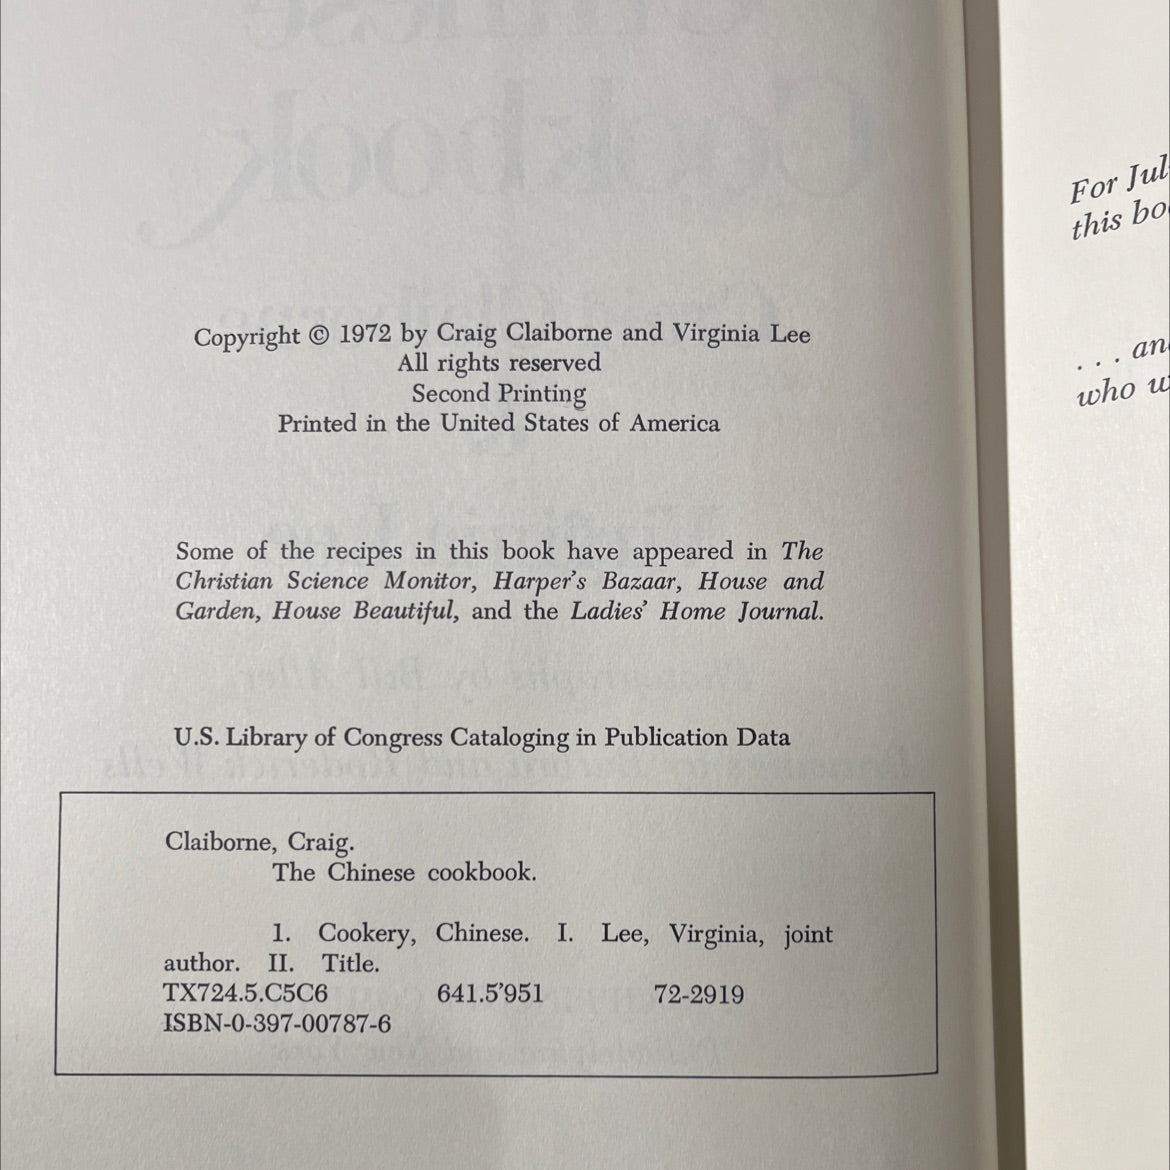 Copyright © 1972 by Craig Claiborne and Virginia Lee
All rights reserved
Second Printing
Printed in the United States of America
Some of the recipes in this book have appeared in The
Christian Science Monitor, Harper's Bazaar, House and
Garden, House Beautiful, and the Ladies' Home Journal.
U.S. Library of Congress Cataloging in Publication Data
Claiborne, Craig.
The Chinese cookbook.
1. Cookery, Chinese. I. Lee, Virginia, joint
author. II. Title.
TX724.5.C5C6 641.5'951 72-2919
ISBN-0-397-00787-6
For
this
. . .
who